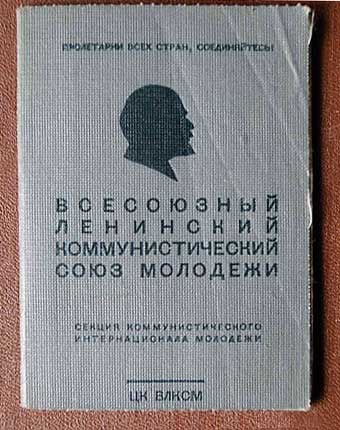 ПРОЛЕТАРИИ ВСЕХ СТРАН, СОЕДИНЯЙТЕСЬ!
ВСЕСОЮЗНЫЙ
ЛЕНИНСКИЙ
КОММУНИСТИЧЕСКИЙ
СОЮЗ МОЛОДЕЖИ
СЕКЦИЯ КОММУНИСТИЧЕСКОГО
ИНТЕРНАЦИОНАЛА МОЛОДЕЖИ
ЦК ВЛКСМ